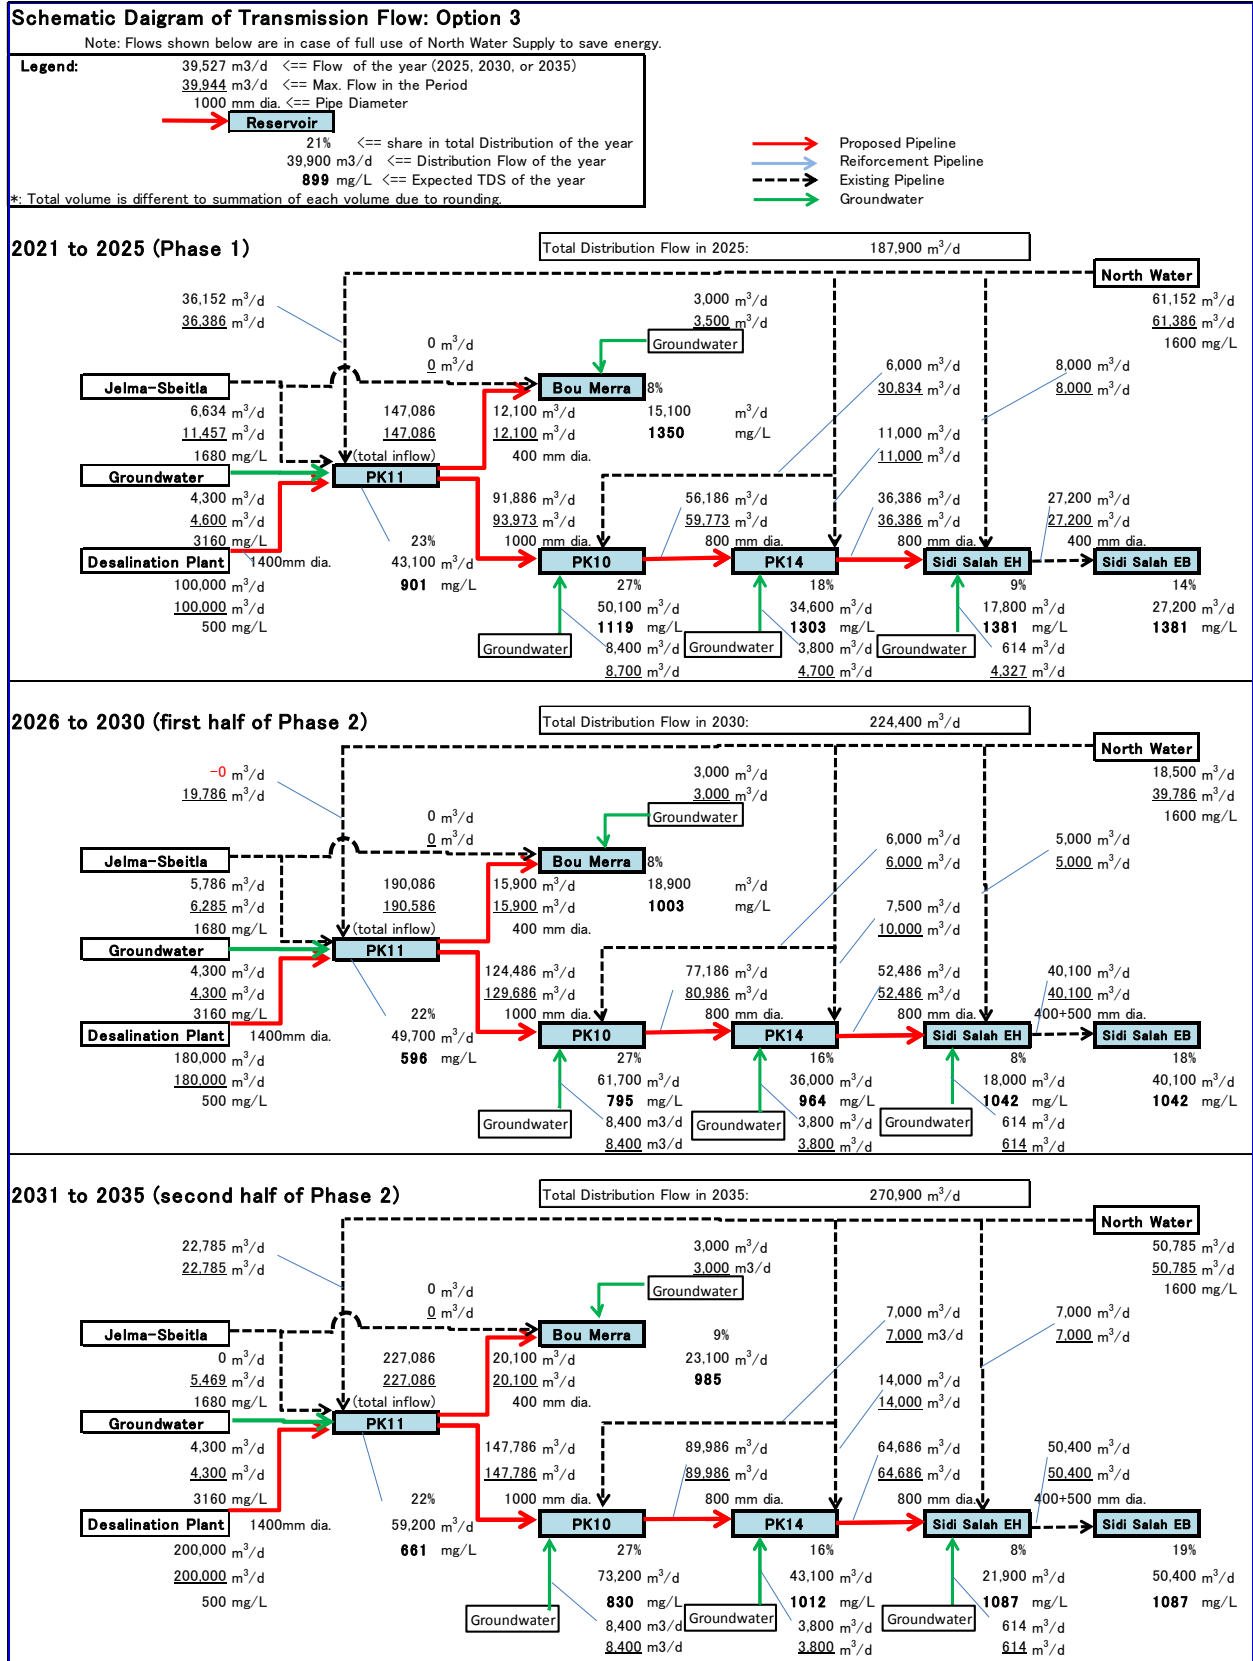 Schematic Daigram of Transmission Flow: Option 3
Note: Flows shown below are in case of full use of North Water Supply to save energy.
Legend:
39,527 m3/d <== Flow of the year (2025, 2030, or 2035)
39,944 m3/d <== Max. Flow in the Period
1000 mm dia. <== Pipe Diameter
Reservoir
21% <== share in total Distribution of the year
39,900 m3/d <== Distribution Flow of the year
899 mg/L <== Expected TDS of the year
*: Total volume is different to summation of each volume due to rounding.
Proposed Pipeline
Reiforcement Pipeline
Existing Pipeline
Groundwater
2021 to 2025 (Phase 1)
Total Distribution Flow in 2025: 187,900 m³/d
North Water
36,152 m³/d 3,000 m³/d 61,152 m³/d
36,386 m³/d 3,500 m³/d 61,386 m³/d
0 m³/d Groundwater 1600 mg/L
0 m³/d 6,000 m³/d 8,000 m³/d
Jelma-Sbeitla Bou Merra 8% 30,834 m³/d 8,000 m³/d
6,634 m³/d 147,086 12,100 m³/d 15,100 m³/d
11,457 m³/d 147,086 12,100 m³/d 1350 mg/L 11,000 m³/d
1680 mg/L (total inflow) 400 mm dia. 11,000 m³/d
Groundwater PK11
4,300 m³/d 91,886 m³/d 56,186 m³/d 36,386 m³/d 27,200 m³/d
4,600 m³/d 93,973 m³/d 59,773 m³/d 36,386 m³/d 27,200 m³/d
3160 mg/L 23% 1000 mm dia. 800 mm dia. 800 mm dia. 400 mm dia.
Desalination Plant 1400mm dia. 43,100 m³/d PK10 PK14 Sidi Salah EH Sidi Salah EB
100,000 m³/d 901 mg/L 27% 18% 9% 14%
100,000 m³/d 50,100 m³/d 34,600 m³/d 17,800 m³/d 27,200 m³/d
500 mg/L 1119 mg/L 1303 mg/L 1381 mg/L 1381 mg/L
Groundwater 8,400 m³/d Groundwater 3,800 m³/d Groundwater 614 m³/d
8,700 m³/d 4,700 m³/d 4,327 m³/d
2026 to 2030 (first half of Phase 2)
Total Distribution Flow in 2030: 224,400 m³/d
North Water
-0 m³/d 3,000 m³/d 18,500 m³/d
19,786 m³/d 3,000 m³/d 39,786 m³/d
0 m³/d Groundwater 1600 mg/L
0 m³/d 6,000 m³/d 5,000 m³/d
Jelma-Sbeitla Bou Merra 8% 6,000 m³/d 5,000 m³/d
5,786 m³/d 190,086 15,900 m³/d 18,900 m³/d
6,285 m³/d 190,586 15,900 m³/d 1003 mg/L 7,500 m³/d
1680 mg/L (total inflow) 400 mm dia. 10,000 m³/d
Groundwater PK11
4,300 m³/d 124,486 m³/d 77,186 m³/d 52,486 m³/d 40,100 m³/d
4,300 m³/d 129,686 m³/d 80,986 m³/d 52,486 m³/d 40,100 m³/d
3160 mg/L 22% 1000 mm dia. 800 mm dia. 800 mm dia. 400+500 mm dia.
Desalination Plant 1400mm dia. 49,700 m³/d PK10 PK14 Sidi Salah EH Sidi Salah EB
180,000 m³/d 596 mg/L 27% 16% 8% 18%
180,000 m³/d 61,700 m³/d 36,000 m³/d 18,000 m³/d 40,100 m³/d
500 mg/L 795 mg/L 964 mg/L 1042 mg/L 1042 mg/L
Groundwater 8,400 m3/d Groundwater 3,800 m³/d Groundwater 614 m³/d
8,400 m3/d 3,800 m³/d 614 m³/d
2031 to 2035 (second half of Phase 2)
Total Distribution Flow in 2035: 270,900 m³/d
North Water
22,785 m³/d 3,000 m³/d 50,785 m³/d
22,785 m³/d 3,000 m3/d 50,785 m³/d
0 m³/d Groundwater 1600 mg/L
0 m³/d 7,000 m³/d 7,000 m³/d
Jelma-Sbeitla Bou Merra 9% 7,000 m3/d 7,000 m³/d
0 m³/d 227,086 20,100 m³/d 23,100 m³/d
5,469 m³/d 227,086 20,100 m³/d 985 14,000 m³/d
1680 mg/L (total inflow) 400 mm dia. 14,000 m³/d
Groundwater PK11
4,300 m³/d 147,786 m³/d 89,986 m³/d 64,686 m³/d 50,400 m³/d
4,300 m³/d 147,786 m³/d 89,986 m³/d 64,686 m³/d 50,400 m³/d
3160 mg/L 22% 1000 mm dia. 800 mm dia. 800 mm dia. 400+500 mm dia.
Desalination Plant 1400mm dia. 59,200 m³/d PK10 PK14 Sidi Salah EH Sidi Salah EB
200,000 m³/d 661 mg/L 27% 16% 8% 19%
200,000 m³/d 73,200 m³/d 43,100 m³/d 21,900 m³/d 50,400 m³/d
500 mg/L 830 mg/L 1012 mg/L 1087 mg/L 1087 mg/L
Groundwater 8,400 m3/d Groundwater 3,800 m³/d Groundwater 614 m³/d
8,400 m3/d 3,800 m³/d 614 m³/d